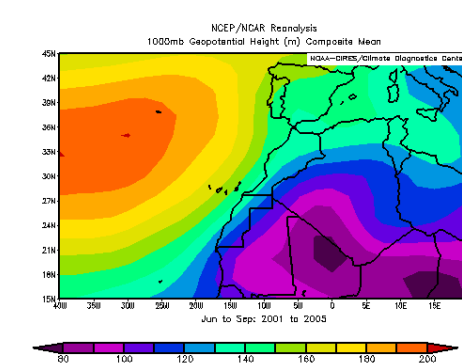 NCEP/NCAR Reanalysis
1000mb Geopotential Height (m) Composite Mean
NOAA-CIRES/Climate Diagnostics Cente
45N
42N
39N
36N
33N
30N
27N
24N
21N
18N
15N
40W 35W 30W 25W 20W 15W 10W 5W 0 5E 10E 15E
Jun to Sep: 2001 to 2005
80 100 120 140 160 180 200